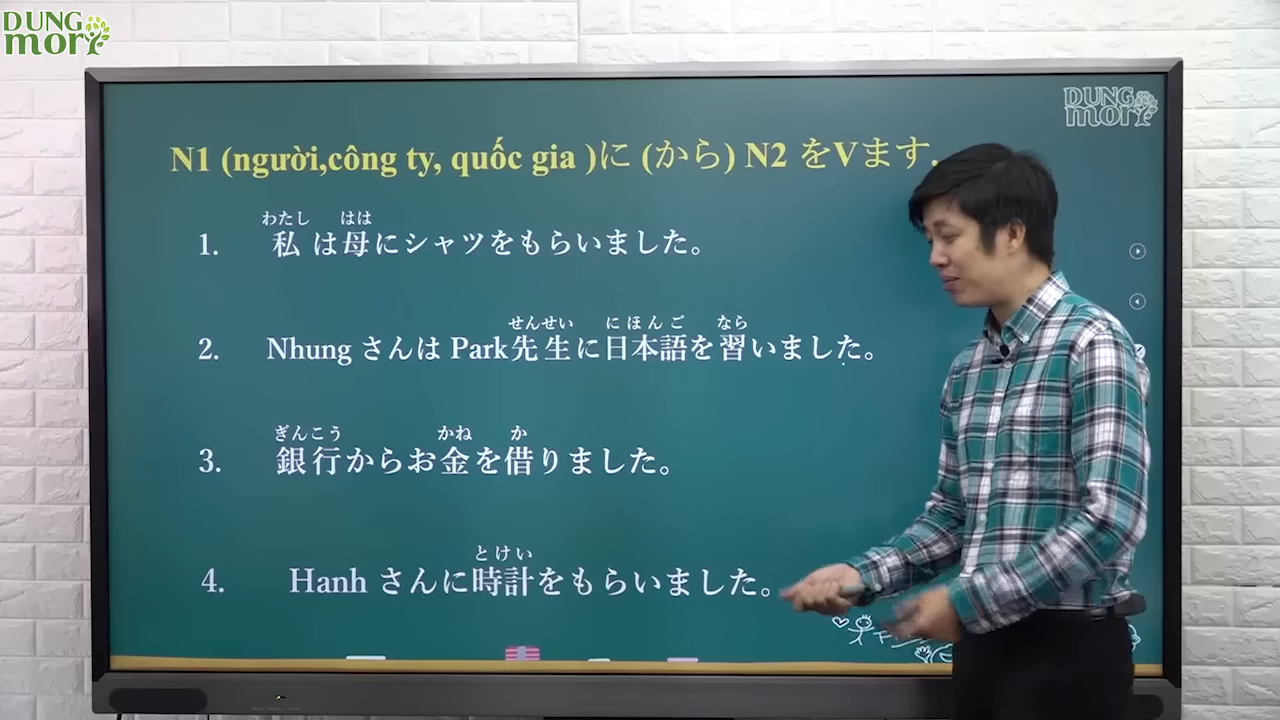 DUNG
mori
DUNG
mori
N1 (người,công ty, quốc gia )に (から) N2 をVます.
わたし はは
1. 私 は母にシャツをもらいました。
せんせい にほんご なら
2. Nhung さんは Park先生に日本語を習いました。
ぎんこう かね か
3. 銀行からお金を借りました。
とけい
4. Hanh さんに時計をもらいました。